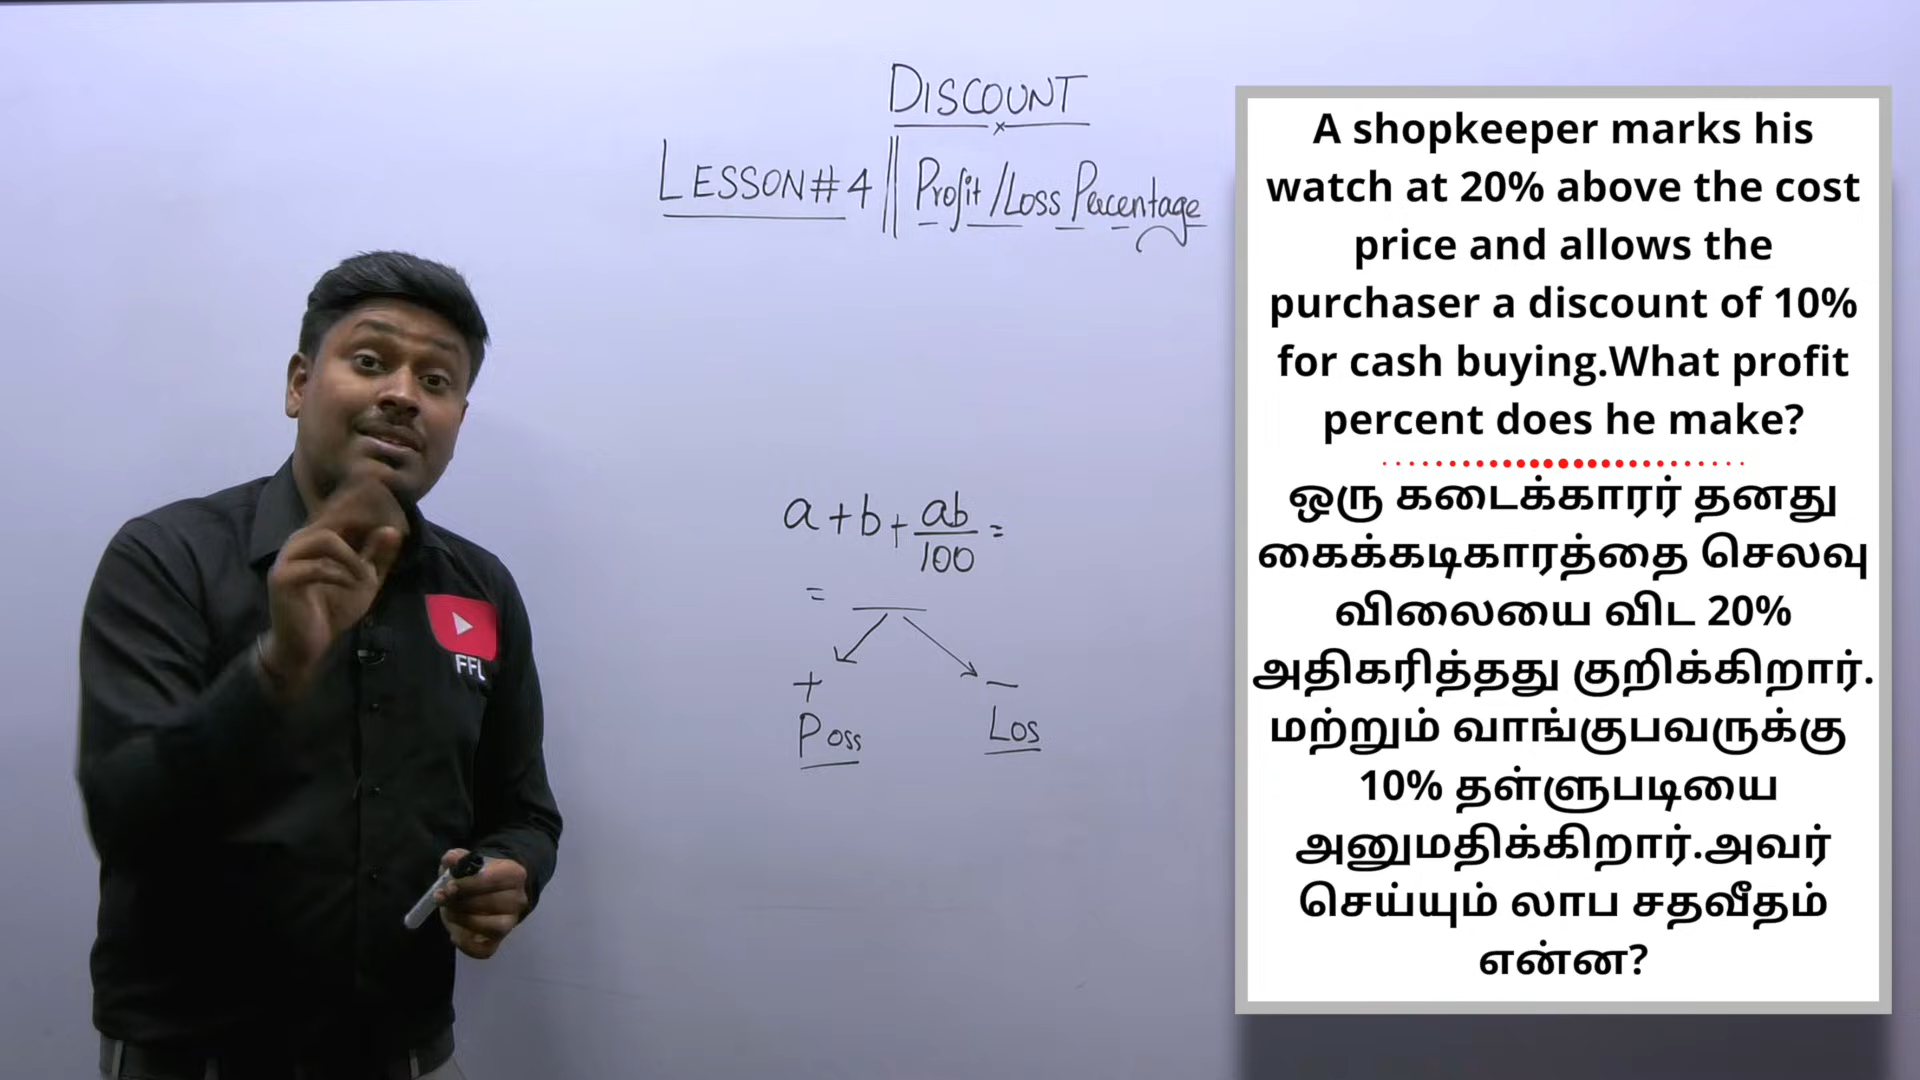 DISCOUNT
LESSON#4 || Profit/Loss Percentage
A shopkeeper marks his
watch at 20% above the cost
price and allows the
purchaser a discount of 10%
for cash buying.What profit
percent does he make?
ஒரு கடைக்காரர் தனது
கைக்கடிகாரத்தை செலவு
விலையை விட 20%
அதிகரித்தது குறிக்கிறார்.
மற்றும் வாங்குபவருக்கு
10% தள்ளுபடியை
அனுமதிக்கிறார்.அவர்
செய்யும் லாப சதவீதம்
என்ன?
a + b + ab/100 =
=
+ −
Poss Los
FFL